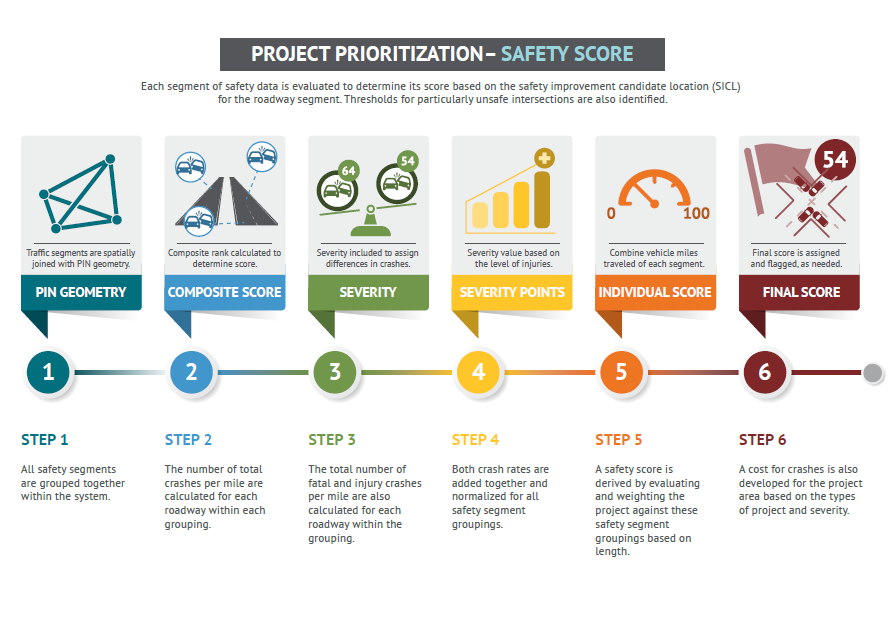 PROJECT PRIORITIZATION– SAFETY SCORE
Each segment of safety data is evaluated to determine its score based on the safety improvement candidate location (SICL)
for the roadway segment. Thresholds for particularly unsafe intersections are also identified.
Traffic segments are spatially
joined with PIN geometry.
PIN GEOMETRY
Composite rank calculated to
determine score.
COMPOSITE SCORE
64
54
Severity included to assign
differences in crashes.
SEVERITY
Severity value based on
the level of injuries.
SEVERITY POINTS
0
100
Combine vehicle miles
traveled of each segment.
INDIVIDUAL SCORE
54
Final score is assigned
and flagged, as needed.
FINAL SCORE
1
2
3
4
5
6
STEP 1
All safety segments
are grouped together
within the system.
STEP 2
The number of total
crashes per mile are
calculated for each
roadway within each
grouping.
STEP 3
The total number of
fatal and injury crashes
per mile are also
calculated for each
roadway within the
grouping.
STEP 4
Both crash rates are
added together and
normalized for all
safety segment
groupings.
STEP 5
A safety score is
derived by evaluating
and weighting the
project against these
safety segment
groupings based on
length.
STEP 6
A cost for crashes is also
developed for the project
area based on the types
of project and severity.